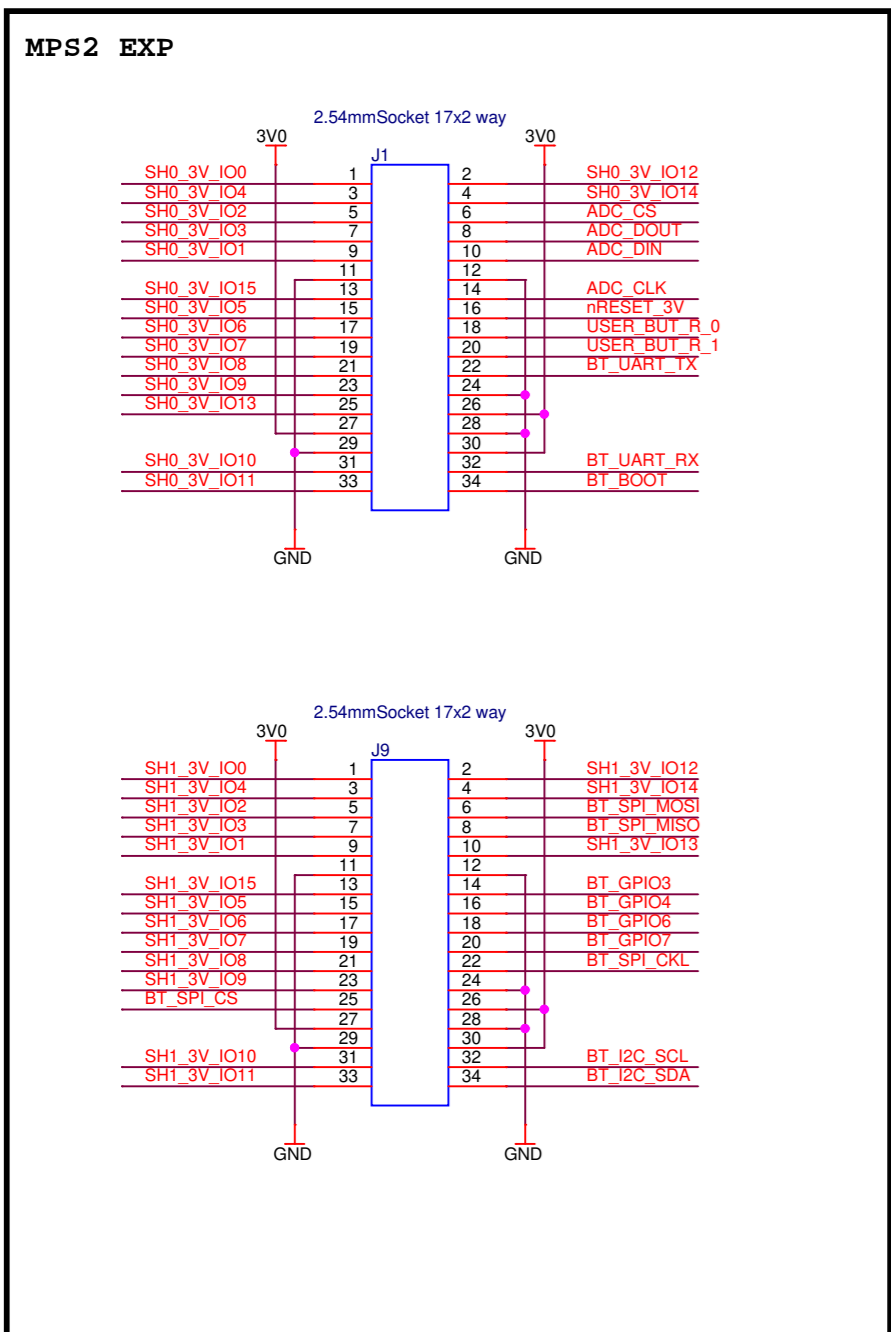 MPS2 EXP
2.54mmSocket 17x2 way
3V0 3V0
J1
SH0_3V_IO0 1 2 SH0_3V_IO12
SH0_3V_IO4 3 4 SH0_3V_IO14
SH0_3V_IO2 5 6 ADC_CS
SH0_3V_IO3 7 8 ADC_DOUT
SH0_3V_IO1 9 10 ADC_DIN
11 12
SH0_3V_IO15 13 14 ADC_CLK
SH0_3V_IO5 15 16 nRESET_3V
SH0_3V_IO6 17 18 USER_BUT_R_0
SH0_3V_IO7 19 20 USER_BUT_R_1
SH0_3V_IO8 21 22 BT_UART_TX
SH0_3V_IO9 23 24
SH0_3V_IO13 25 26
27 28
29 30
SH0_3V_IO10 31 32 BT_UART_RX
SH0_3V_IO11 33 34 BT_BOOT
GND GND
2.54mmSocket 17x2 way
3V0 3V0
J9
SH1_3V_IO0 1 2 SH1_3V_IO12
SH1_3V_IO4 3 4 SH1_3V_IO14
SH1_3V_IO2 5 6 BT_SPI_MOSI
SH1_3V_IO3 7 8 BT_SPI_MISO
SH1_3V_IO1 9 10 SH1_3V_IO13
11 12
SH1_3V_IO15 13 14 BT_GPIO3
SH1_3V_IO5 15 16 BT_GPIO4
SH1_3V_IO6 17 18 BT_GPIO6
SH1_3V_IO7 19 20 BT_GPIO7
SH1_3V_IO8 21 22 BT_SPI_CKL
SH1_3V_IO9 23 24
BT_SPI_CS 25 26
27 28
29 30
SH1_3V_IO10 31 32 BT_I2C_SCL
SH1_3V_IO11 33 34 BT_I2C_SDA
GND GND